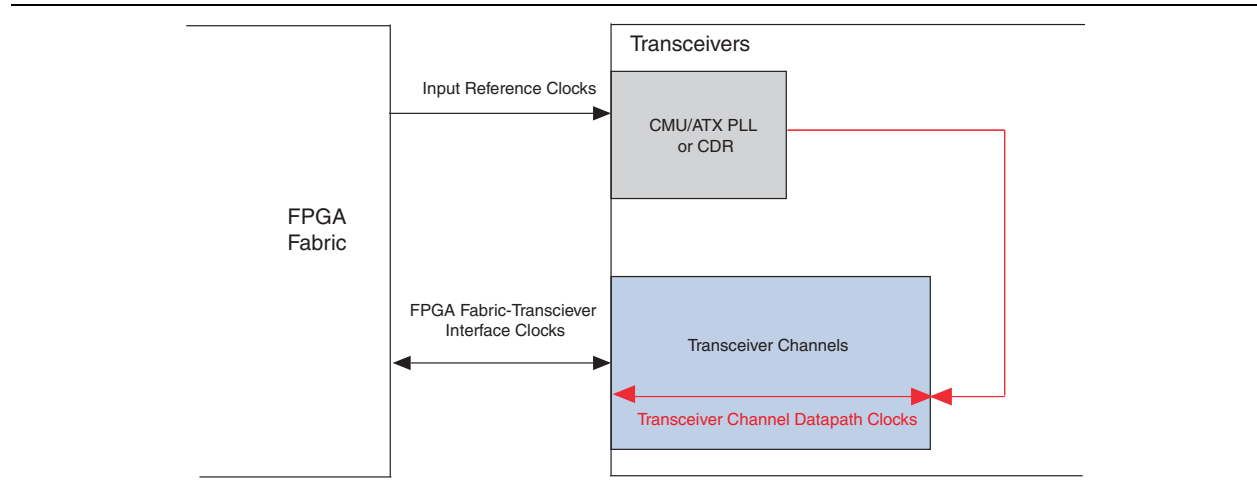 Transceivers
Input Reference Clocks
CMU/ATX PLL
or CDR
FPGA
Fabric
FPGA Fabric-Transciever
Interface Clocks
Transceiver Channels
Transceiver Channel Datapath Clocks